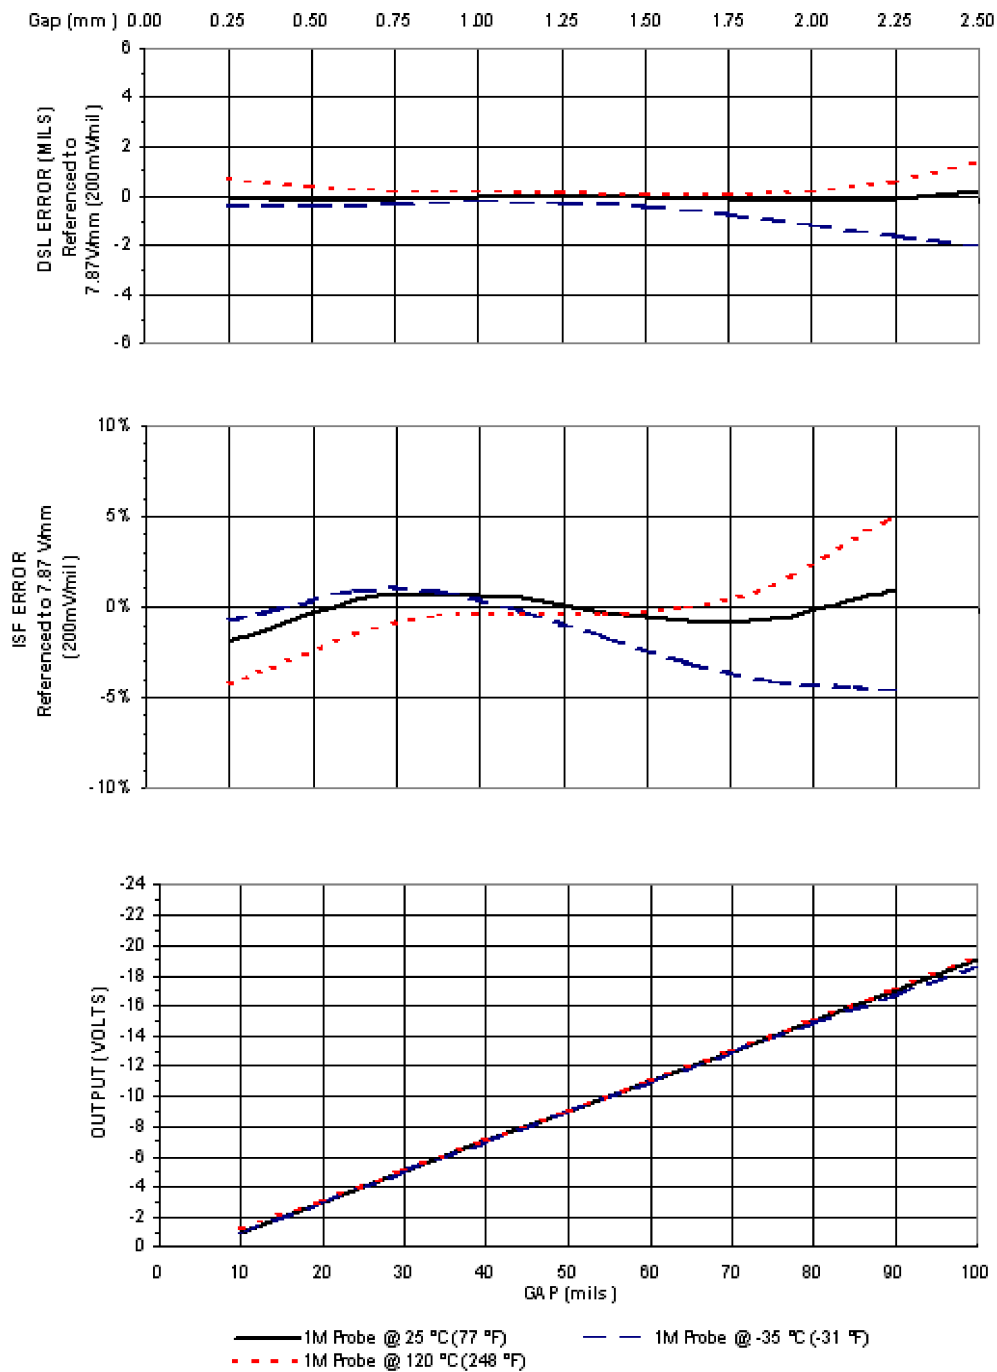 Gap (mm) 0.00 0.25 0.50 0.75 1.00 1.25 1.50 1.75 2.00 2.25 2.50
6
4
2
0
-2
-4
-6
DSL ERROR (MILS)
Referenced to
7.87V/mm (200mV/mil)
10%
5%
0%
-5%
-10%
ISF ERROR
Referenced to 7.87 V/mm
(200mV/mil)
-24
-22
-20
-18
-16
-14
-12
-10
-8
-6
-4
-2
0
OUTPUT (VOLTS)
0 10 20 30 40 50 60 70 80 90 100
GAP (mils)
1M Probe @ 25 °C (77 °F)
1M Probe @ -35 °C (-31 °F)
1M Probe @ 120 °C (248 °F)